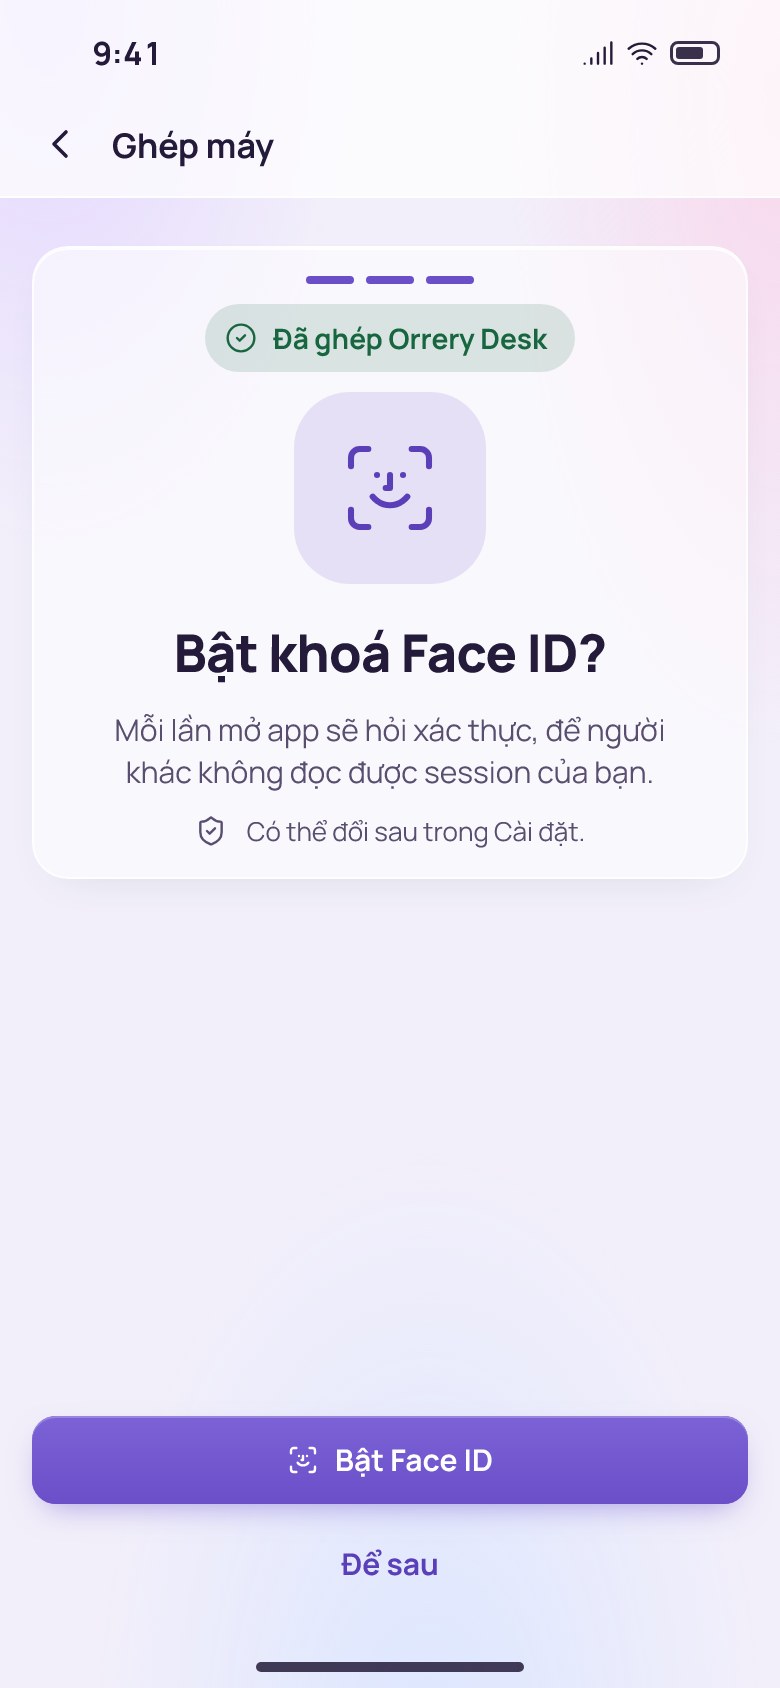 9:41
Ghép máy
Đã ghép Orrery Desk
Bật khoá Face ID?
Mỗi lần mở app sẽ hỏi xác thực, để người
khác không đọc được session của bạn.
Có thể đổi sau trong Cài đặt.
Bật Face ID
Để sau